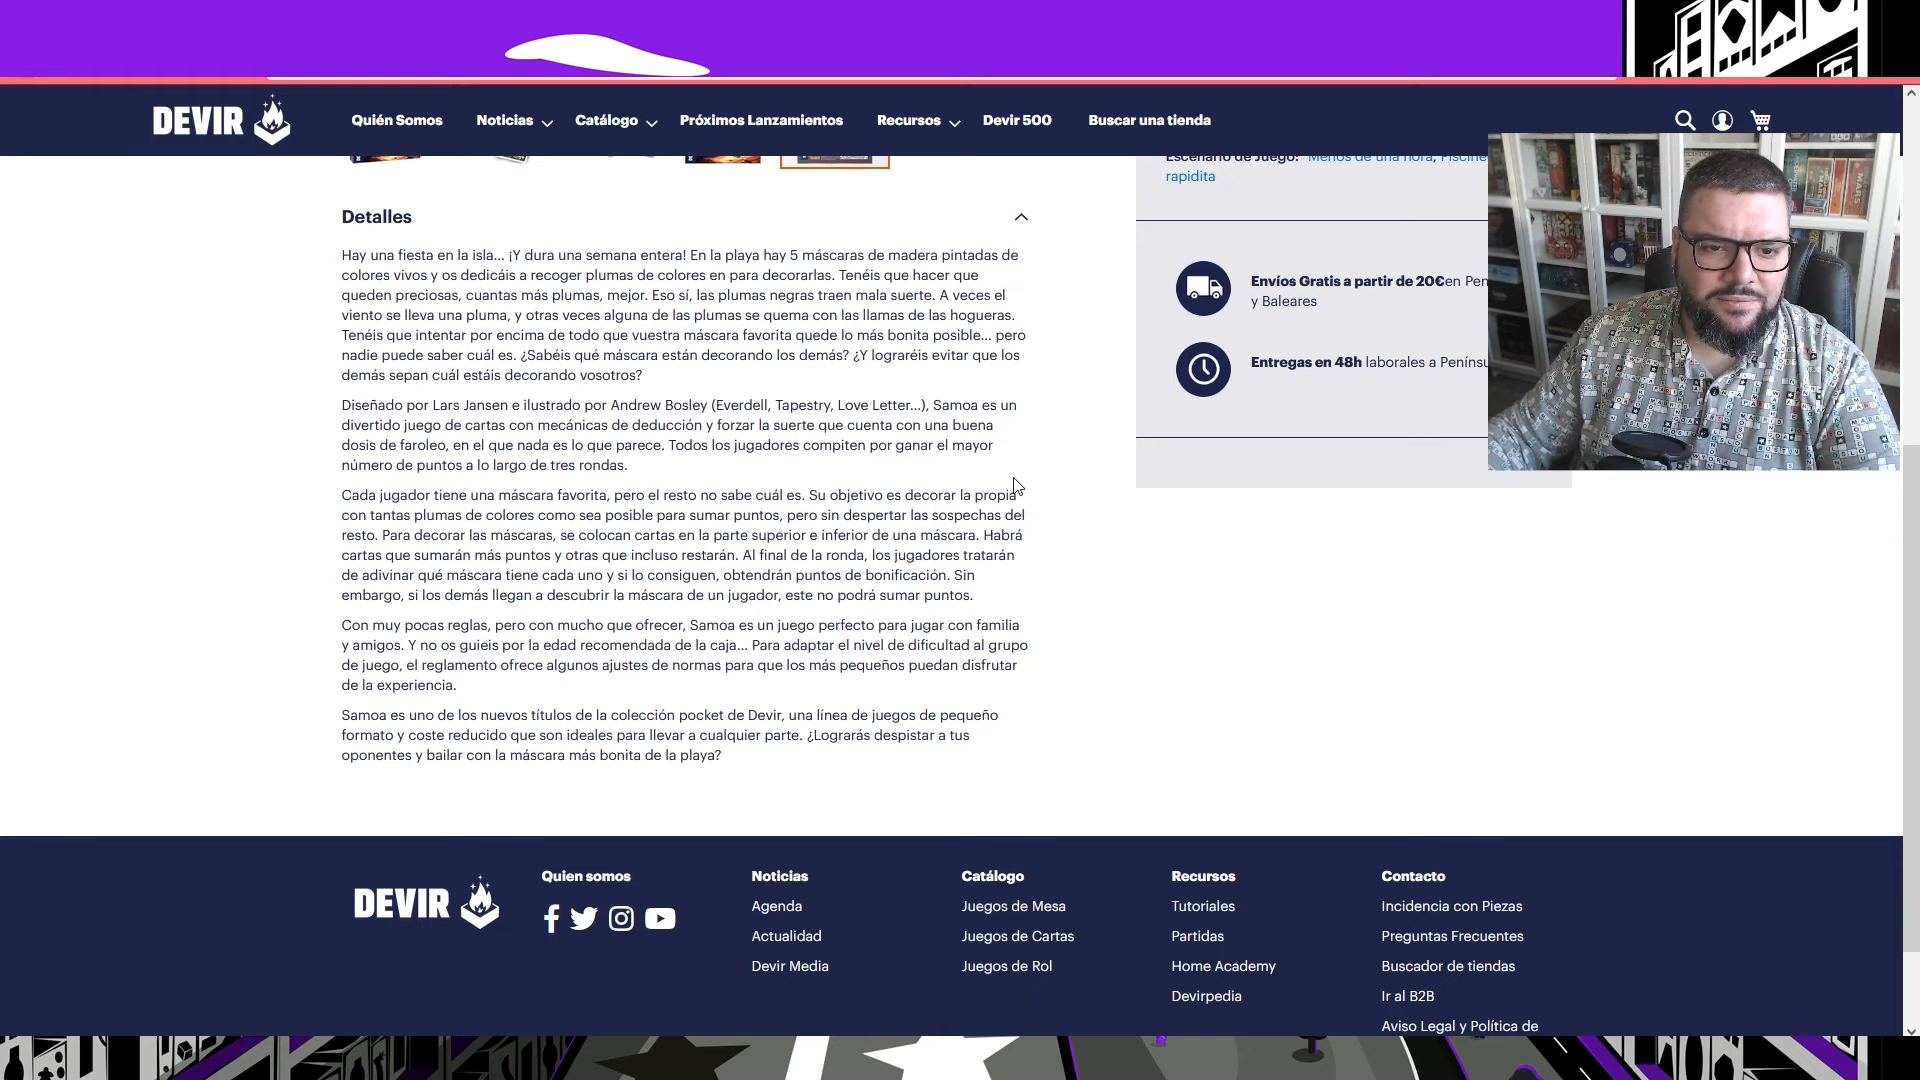 DEVIR
Quién Somos
Noticias
Catálogo
Próximos Lanzamientos
Recursos
Devir 500
Buscar una tienda
Escenario de Juego: Menos de una hora, Piscine
rapidita
Detalles
Hay una fiesta en la isla... ¡Y dura una semana entera! En la playa hay 5 máscaras de madera pintadas de
colores vivos y os dedicáis a recoger plumas de colores en para decorarlas. Tenéis que hacer que
queden preciosas, cuantas más plumas, mejor. Eso sí, las plumas negras traen mala suerte. A veces el
viento se lleva una pluma, y otras veces alguna de las plumas se quema con las llamas de las hogueras.
Tenéis que intentar por encima de todo que vuestra máscara favorita quede lo más bonita posible... pero
nadie puede saber cuál es. ¿Sabéis qué máscara están decorando los demás? ¿Y lograréis evitar que los
demás sepan cuál estáis decorando vosotros?
Diseñado por Lars Jansen e ilustrado por Andrew Bosley (Everdell, Tapestry, Love Letter...), Samoa es un
divertido juego de cartas con mecánicas de deducción y forzar la suerte que cuenta con una buena
dosis de faroleo, en el que nada es lo que parece. Todos los jugadores compiten por ganar el mayor
número de puntos a lo largo de tres rondas.
Cada jugador tiene una máscara favorita, pero el resto no sabe cuál es. Su objetivo es decorar la propia
con tantas plumas de colores como sea posible para sumar puntos, pero sin despertar las sospechas del
resto. Para decorar las máscaras, se colocan cartas en la parte superior e inferior de una máscara. Habrá
cartas que sumarán más puntos y otras que incluso restarán. Al final de la ronda, los jugadores tratarán
de adivinar qué máscara tiene cada uno y si lo consiguen, obtendrán puntos de bonificación. Sin
embargo, si los demás llegan a descubrir la máscara de un jugador, este no podrá sumar puntos.
Con muy pocas reglas, pero con mucho que ofrecer, Samoa es un juego perfecto para jugar con familia
y amigos. Y no os guieis por la edad recomendada de la caja... Para adaptar el nivel de dificultad al grupo
de juego, el reglamento ofrece algunos ajustes de normas para que los más pequeños puedan disfrutar
de la experiencia.
Samoa es uno de los nuevos títulos de la colección pocket de Devir, una línea de juegos de pequeño
formato y coste reducido que son ideales para llevar a cualquier parte. ¿Lograrás despistar a tus
oponentes y bailar con la máscara más bonita de la playa?
Envíos Gratis a partir de 20€en Pen
y Baleares
Entregas en 48h laborales a Penínsu
MARS
DEVIR
Quien somos
Noticias
Agenda
Actualidad
Devir Media
Catálogo
Juegos de Mesa
Juegos de Cartas
Juegos de Rol
Recursos
Tutoriales
Partidas
Home Academy
Devirpedia
Contacto
Incidencia con Piezas
Preguntas Frecuentes
Buscador de tiendas
Ir al B2B
Aviso Legal y Política de